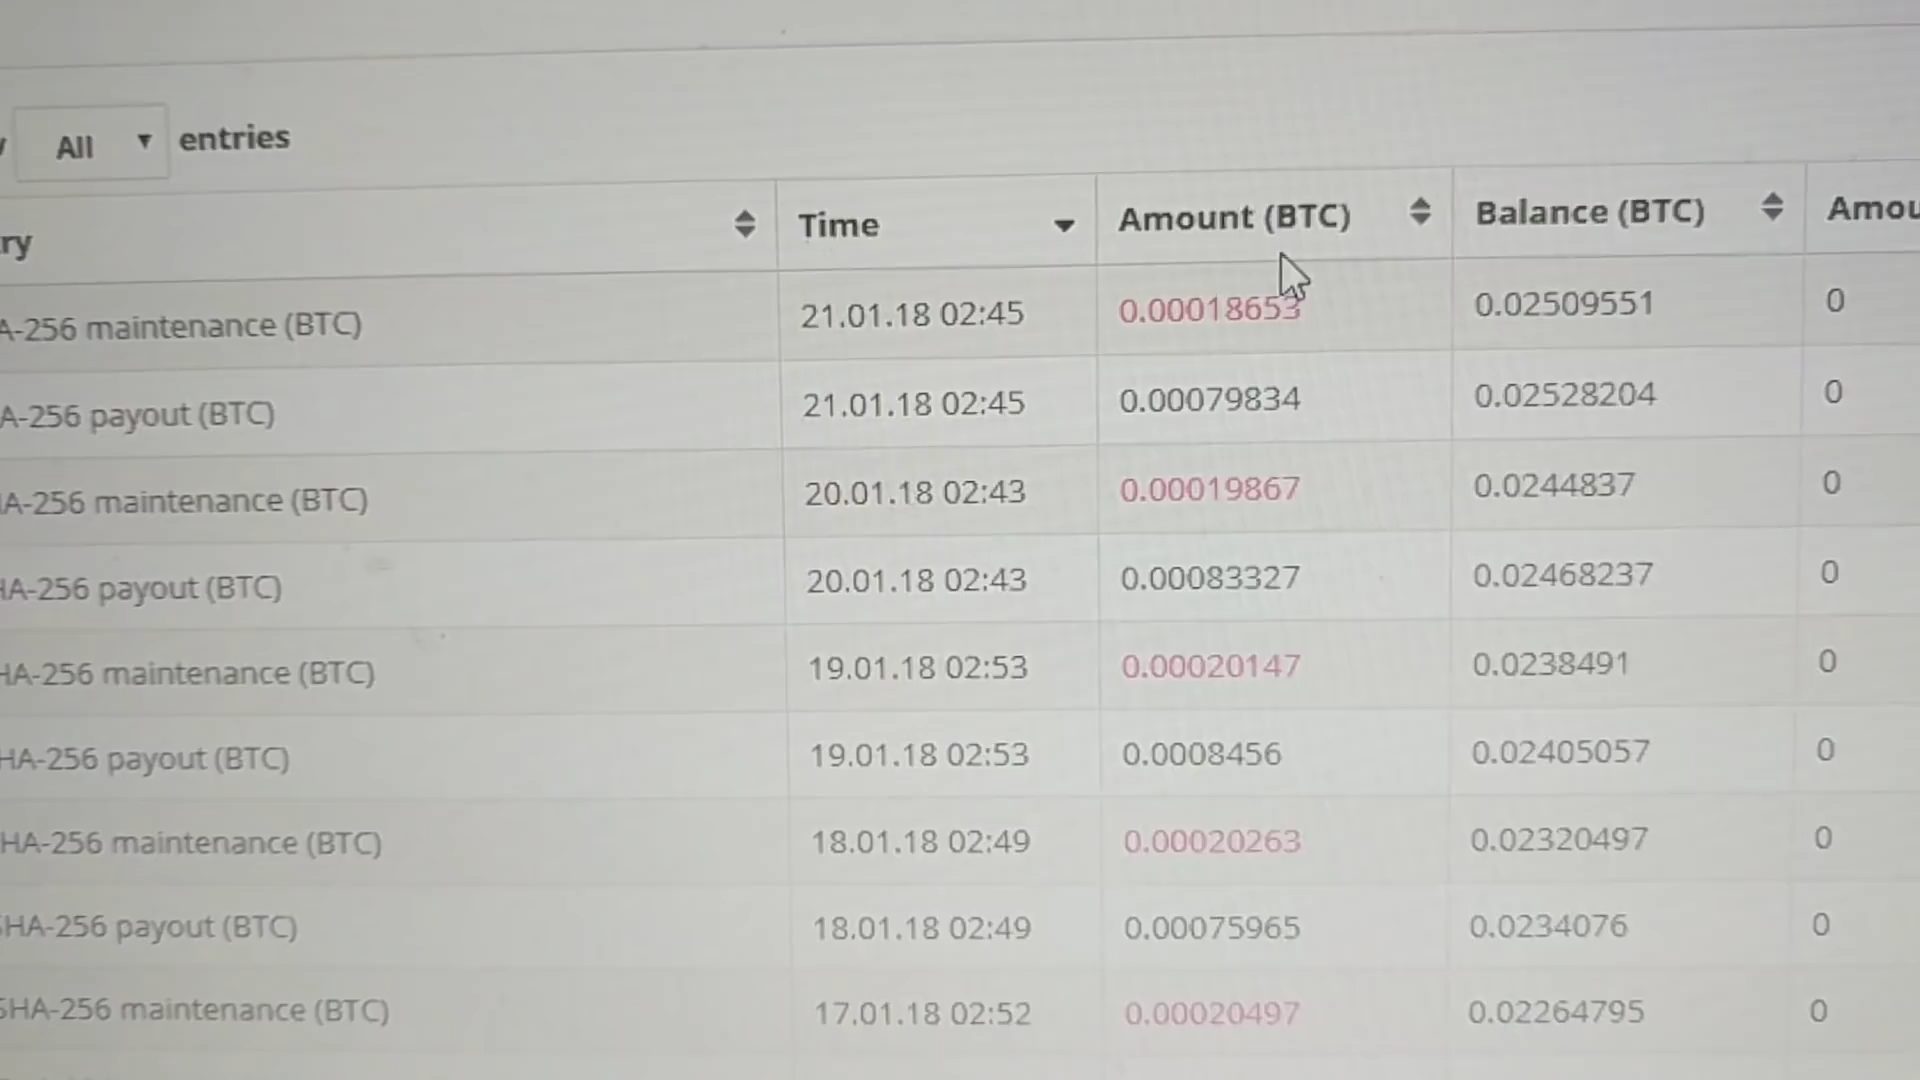 All ▼ entries
ry Time Amount (BTC) Balance (BTC) Amou
A-256 maintenance (BTC) 21.01.18 02:45 0.00018653 0.02509551 0
A-256 payout (BTC) 21.01.18 02:45 0.00079834 0.02528204 0
HA-256 maintenance (BTC) 20.01.18 02:43 0.00019867 0.0244837 0
HA-256 payout (BTC) 20.01.18 02:43 0.00083327 0.02468237 0
HA-256 maintenance (BTC) 19.01.18 02:53 0.00020147 0.0238491 0
HA-256 payout (BTC) 19.01.18 02:53 0.0008456 0.02405057 0
HA-256 maintenance (BTC) 18.01.18 02:49 0.00020263 0.02320497 0
SHA-256 payout (BTC) 18.01.18 02:49 0.00075965 0.0234076 0
SHA-256 maintenance (BTC) 17.01.18 02:52 0.00020497 0.02264795 0